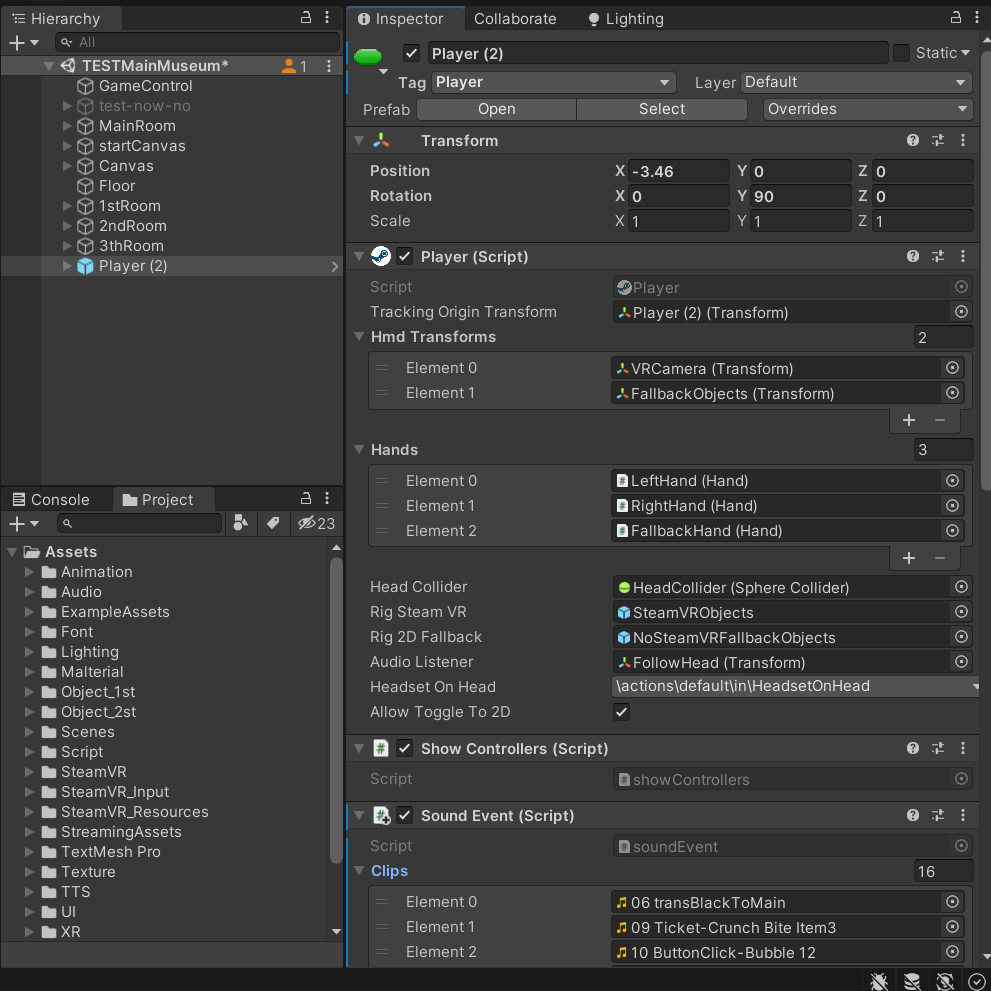 Hierarchy
All
TESTMainMuseum* 1
GameControl
test-now-no
MainRoom
startCanvas
Canvas
Floor
1stRoom
2ndRoom
3thRoom
Player (2)
Console Project
23
Assets
Animation
Audio
ExampleAssets
Font
Lighting
Malterial
Object_1st
Object_2st
Scenes
Script
SteamVR
SteamVR_Input
SteamVR_Resources
StreamingAssets
TextMesh Pro
Texture
TTS
UI
XR
Inspector Collaborate Lighting
Player (2) Static
Tag Player Layer Default
Prefab Open Select Overrides
Transform
Position X -3.46 Y 0 Z 0
Rotation X 0 Y 90 Z 0
Scale X 1 Y 1 Z 1
Player (Script)
Script Player
Tracking Origin Transform Player (2) (Transform)
Hmd Transforms 2
Element 0 VRCamera (Transform)
Element 1 FallbackObjects (Transform)
Hands 3
Element 0 LeftHand (Hand)
Element 1 RightHand (Hand)
Element 2 FallbackHand (Hand)
Head Collider HeadCollider (Sphere Collider)
Rig Steam VR SteamVRObjects
Rig 2D Fallback NoSteamVRFallbackObjects
Audio Listener FollowHead (Transform)
Headset On Head \actions\default\in\HeadsetOnHead
Allow Toggle To 2D
Show Controllers (Script)
Script showControllers
Sound Event (Script)
Script soundEvent
Clips 16
Element 0 06 transBlackToMain
Element 1 09 Ticket-Crunch Bite Item3
Element 2 10 ButtonClick-Bubble 12